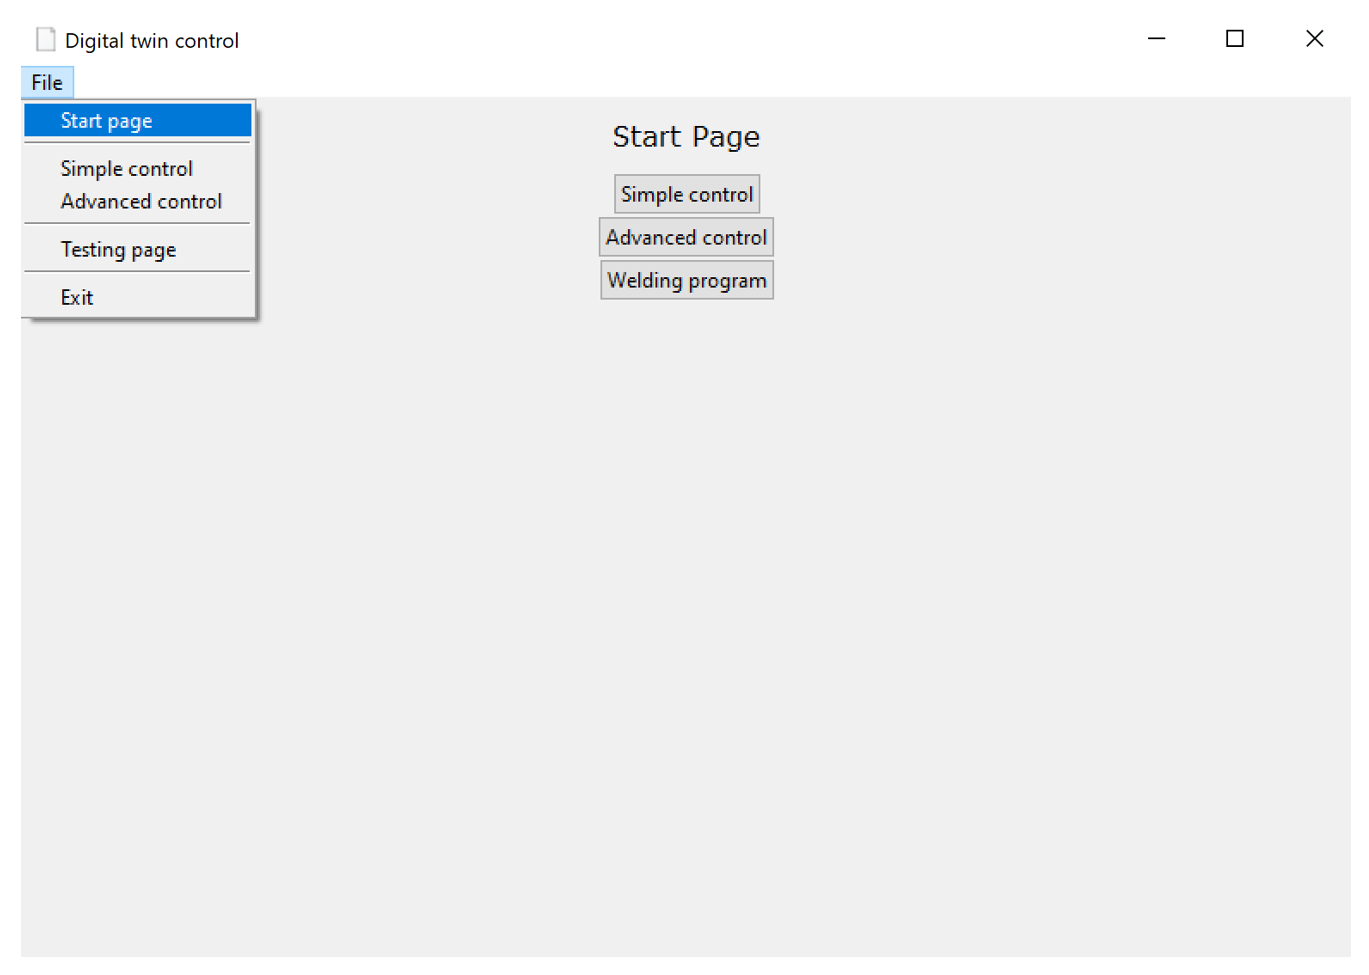 Digital twin control
File
Start page
Simple control
Advanced control
Testing page
Exit
Start Page
Simple control
Advanced control
Welding program